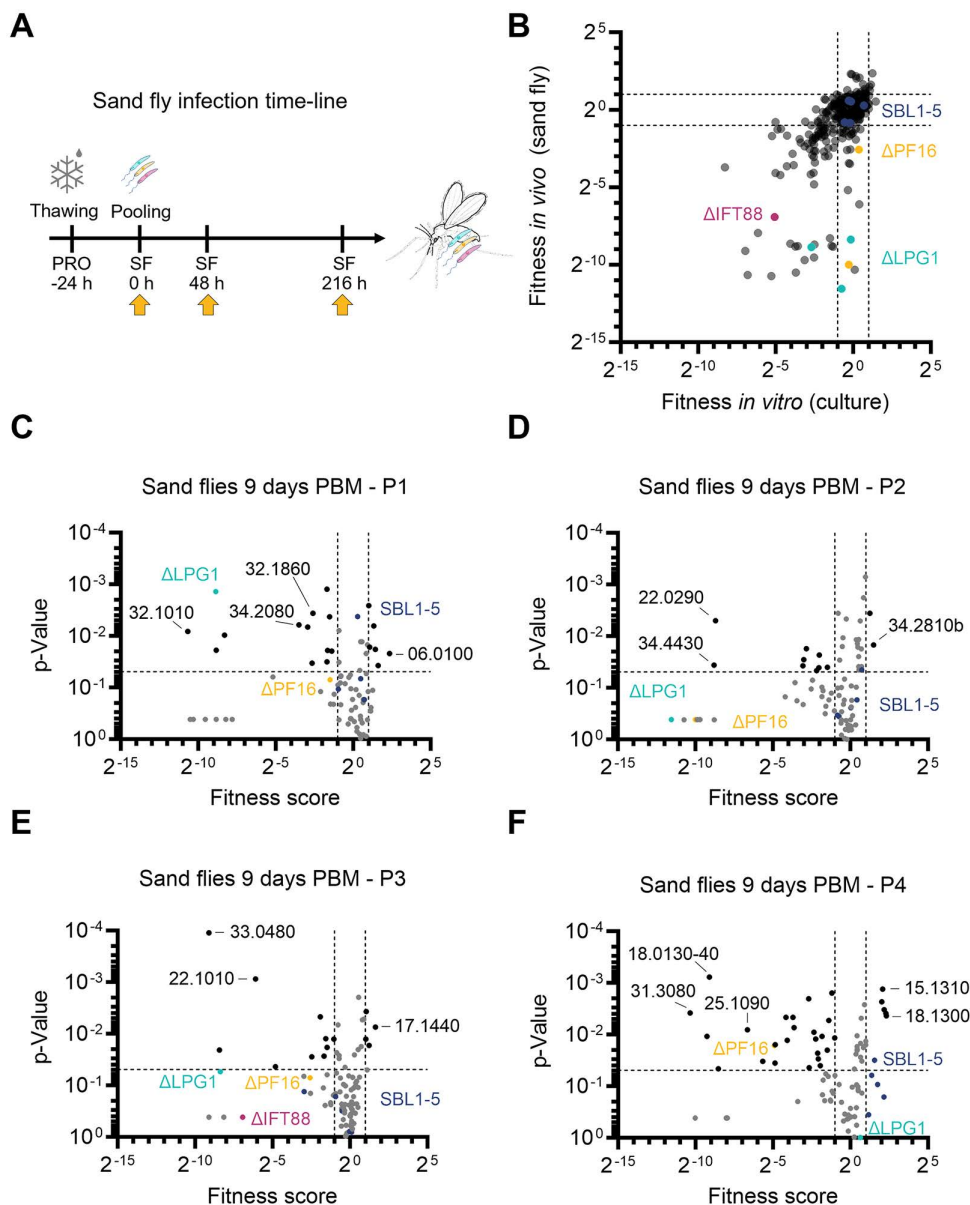 A
Sand fly infection time-line
Thawing Pooling
PRO SF SF SF
-24 h 0 h 48 h 216 h
B
Fitness in vivo (sand fly)
2^5
2^0
2^-5
2^-10
2^-15
SBL1-5
ΔPF16
ΔIFT88
ΔLPG1
2^-15 2^-10 2^-5 2^0 2^5
Fitness in vitro (culture)
C
Sand flies 9 days PBM - P1
p-Value
10^-4
10^-3
10^-2
10^-1
10^0
ΔLPG1
32.1860
32.1010
34.2080
SBL1-5
06.0100
ΔPF16
2^-15 2^-10 2^-5 2^0 2^5
Fitness score
D
Sand flies 9 days PBM - P2
p-Value
10^-4
10^-3
10^-2
10^-1
10^0
22.0290
34.4430
34.2810b
ΔLPG1
ΔPF16
SBL1-5
2^-15 2^-10 2^-5 2^0 2^5
Fitness score
E
Sand flies 9 days PBM - P3
p-Value
10^-4
10^-3
10^-2
10^-1
10^0
33.0480
22.1010
17.1440
ΔLPG1
ΔPF16
SBL1-5
ΔIFT88
2^-15 2^-10 2^-5 2^0 2^5
Fitness score
F
Sand flies 9 days PBM - P4
p-Value
10^-4
10^-3
10^-2
10^-1
10^0
18.0130-40
31.3080
25.1090
15.1310
18.1300
ΔPF16
SBL1-5
ΔLPG1
2^-15 2^-10 2^-5 2^0 2^5
Fitness score